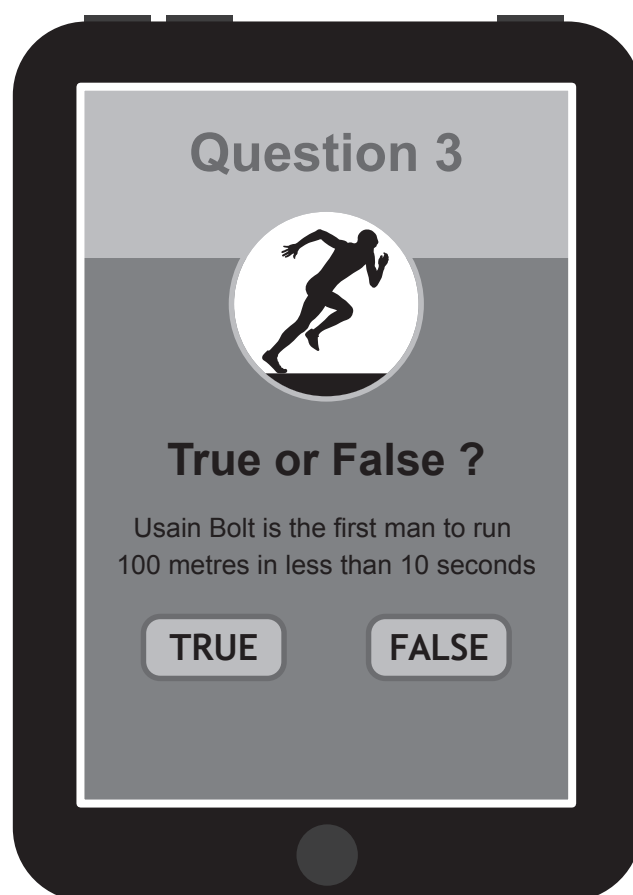 Question 3
True or False ?
Usain Bolt is the first man to run
100 metres in less than 10 seconds
TRUE FALSE